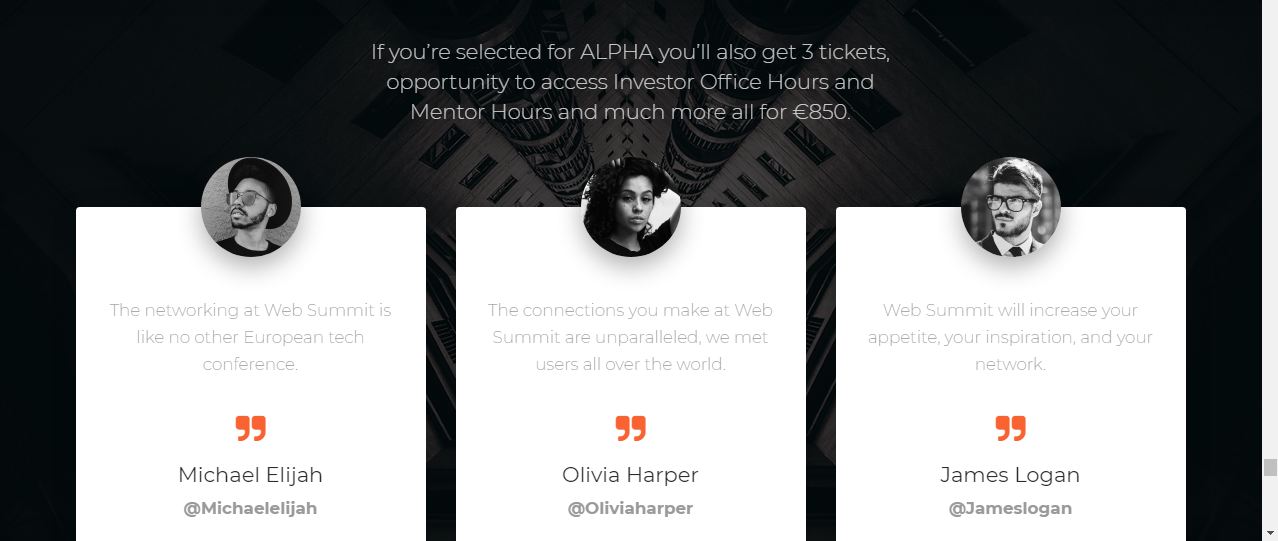 If you’re selected for ALPHA you’ll also get 3 tickets,
opportunity to access Investor Office Hours and
Mentor Hours and much more all for €850.
The networking at Web Summit is
like no other European tech
conference.
Michael Elijah
@Michaelelijah
The connections you make at Web
Summit are unparalleled, we met
users all over the world.
Olivia Harper
@Oliviaharper
Web Summit will increase your
appetite, your inspiration, and your
network.
James Logan
@Jameslogan